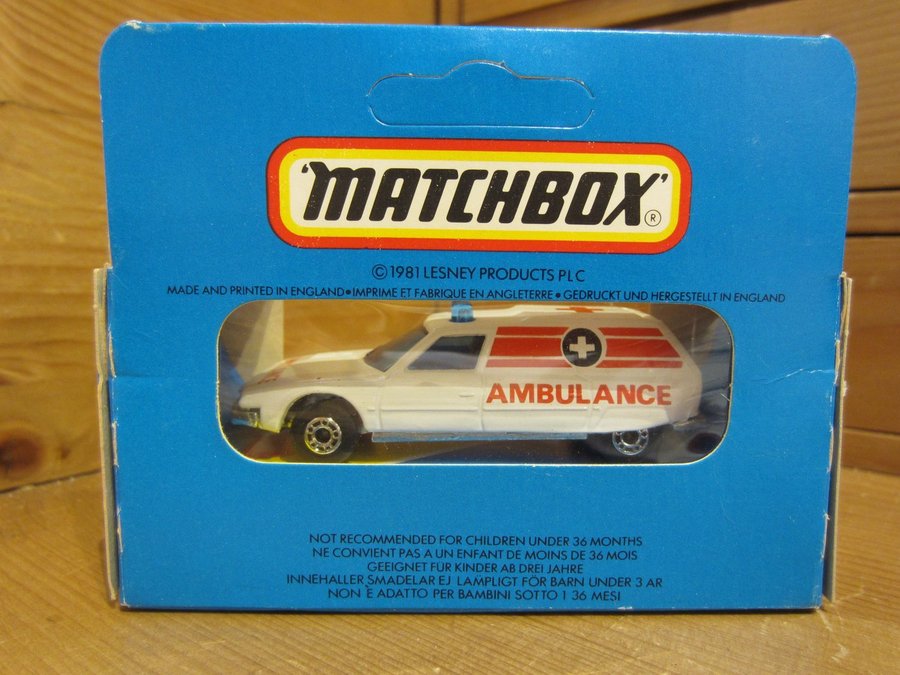 'MATCHBOX'®
©1981 LESNEY PRODUCTS PLC
MADE AND PRINTED IN ENGLAND•IMPRIME ET FABRIQUE EN ANGLETERRE•GEDRUCKT UND HERGESTELLT IN ENGLAND
AMBULANCE
NOT RECOMMENDED FOR CHILDREN UNDER 36 MONTHS
NE CONVIENT PAS A UN ENFANT DE MOINS DE 36 MOIS
GEEIGNET FÜR KINDER AB DREI JAHRE
INNEHALLER SMADELAR EJ LÄMPLIGT FÖR BARN UNDER 3 AR
NON È ADATTO PER BAMBINI SOTTO I 36 MESI